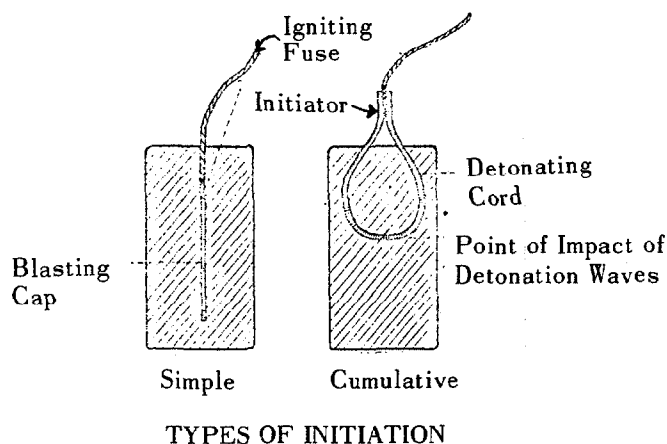 Igniting
Fuse
Initiator
Detonating
Cord
Point of Impact of
Detonation Waves
Blasting
Cap
Simple
Cumulative
TYPES OF INITIATION